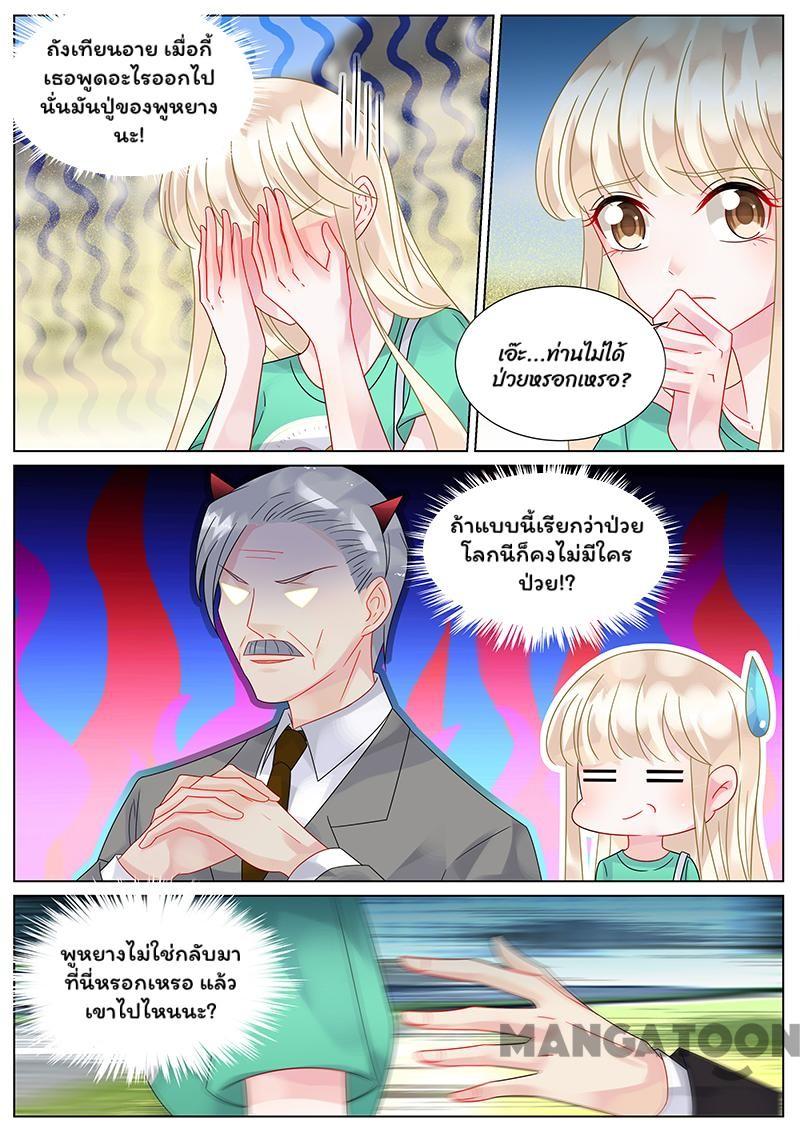 ถังเทียนอาย เมื่อกี้
เธอพูดอะไรออกไป
นั่นมันปู่ของพูหยาง
นะ!
เอ๊ะ...ท่านไม่ได้
ป่วยหรอกเหรอ?
ถ้าแบบนี้เรียกว่าป่วย
โลกนี้ก็คงไม่มีใคร
ป่วย!?
พูหยางไม่ใช่กลับมา
ที่นี่หรอกเหรอ แล้ว
เขาไปไหนนะ?
MANGATOON